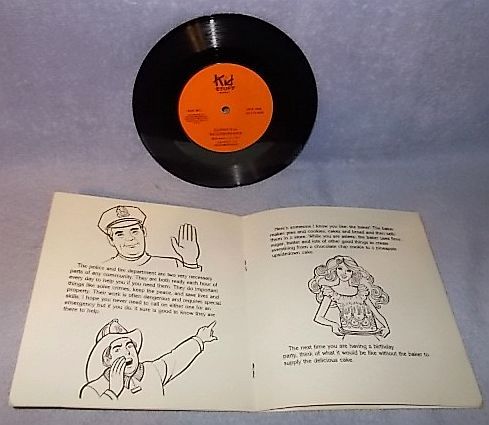 Kid
STUFF
The police and fire department are two very necessary
parts of any community. They are both ready each hour of
every day to help you if you need them. They do important
things like solve crimes, keep the peace, and save lives and
property. Their work is often dangerous and requires special
skills. I hope you never need to call on either one for an
emergency but if you do, it sure is good to know they are
there to help.
Here's someone I know you like, the baker! The baker
makes pies and cookies, cakes and bread and then sells
them in a store. While you are asleep, the baker uses flour,
sugar, butter and lots of other good things to create
everything from a chocolate chip cookie to a pineapple
upside-down cake.
The next time you are having a birthday
party, think of what it would be like without the baker to
supply the delicious cake.